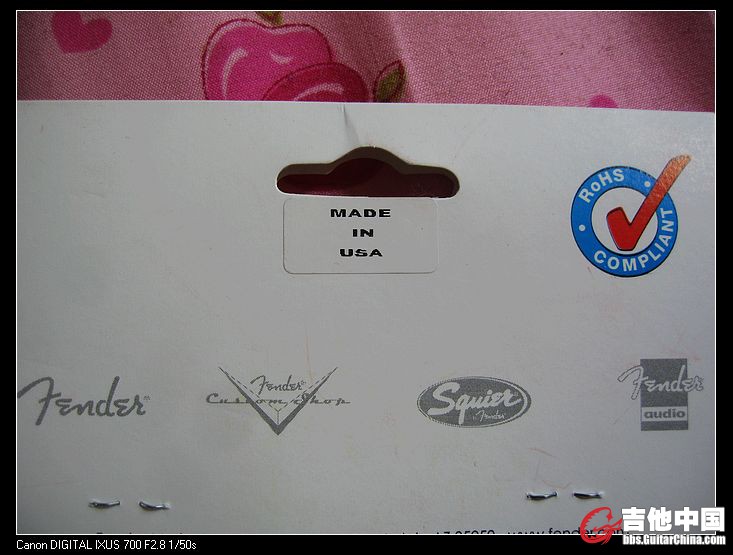 MADE
IN
USA
RoHS
COMPLIANT
Fender
Fender
Custom Shop
Squier
by Fender
Fender
audio
Canon DIGITAL IXUS 700 F2.8 1/50s
吉他中国
bbs.GuitarChina.com